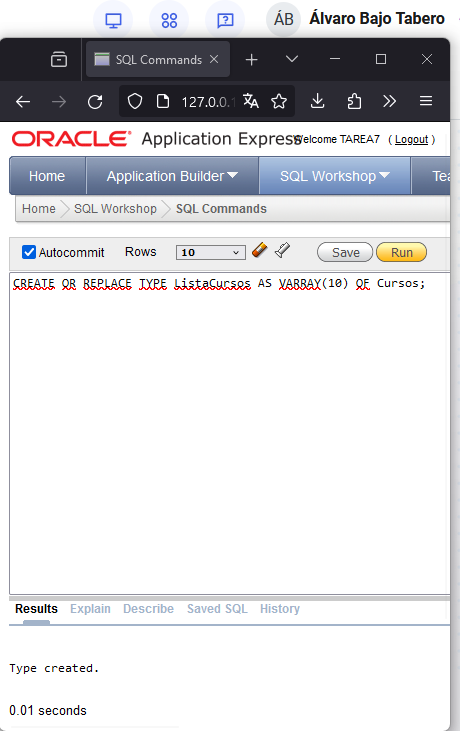 ÁB Álvaro Bajo Tabero
SQL Commands
127.0.0.1
ORACLE Application Express Welcome TAREA7 ( Logout )
Home Application Builder SQL Workshop Tea
Home SQL Workshop SQL Commands
Autocommit Rows 10 Save Run
CREATE OR REPLACE TYPE ListaCursos AS VARRAY(10) OF Cursos;
Results Explain Describe Saved SQL History
Type created.
0.01 seconds